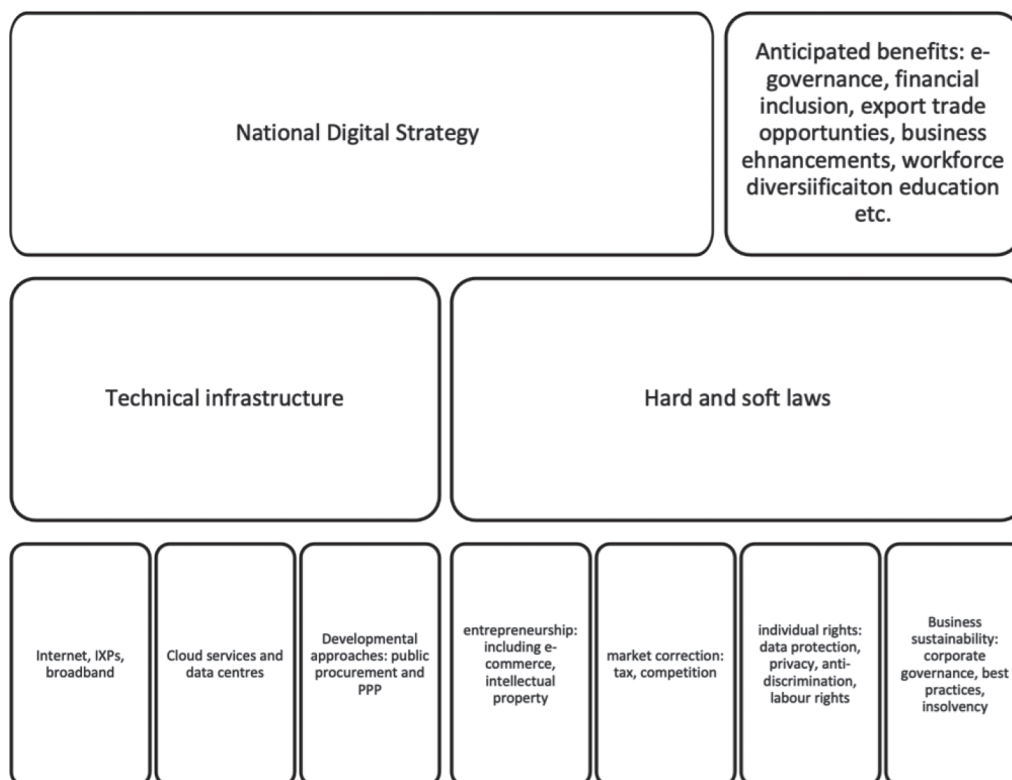 National Digital Strategy
Anticipated benefits: e-
governance, financial
inclusion, export trade
opportunties, business
ehnancements, workforce
diversiificaiton education
etc.
Technical infrastructure
Hard and soft laws
Internet, IXPs,
broadband
Cloud services and
data centres
Developmental
approaches: public
procurement and
PPP
entrepreneurship:
including e-
commerce,
intellectual
property
market correction:
tax, competition
individual rights:
data protection,
privacy, anti-
discrimination,
labour rights
Business
sustainability:
corporate
governance, best
practices,
insolvency